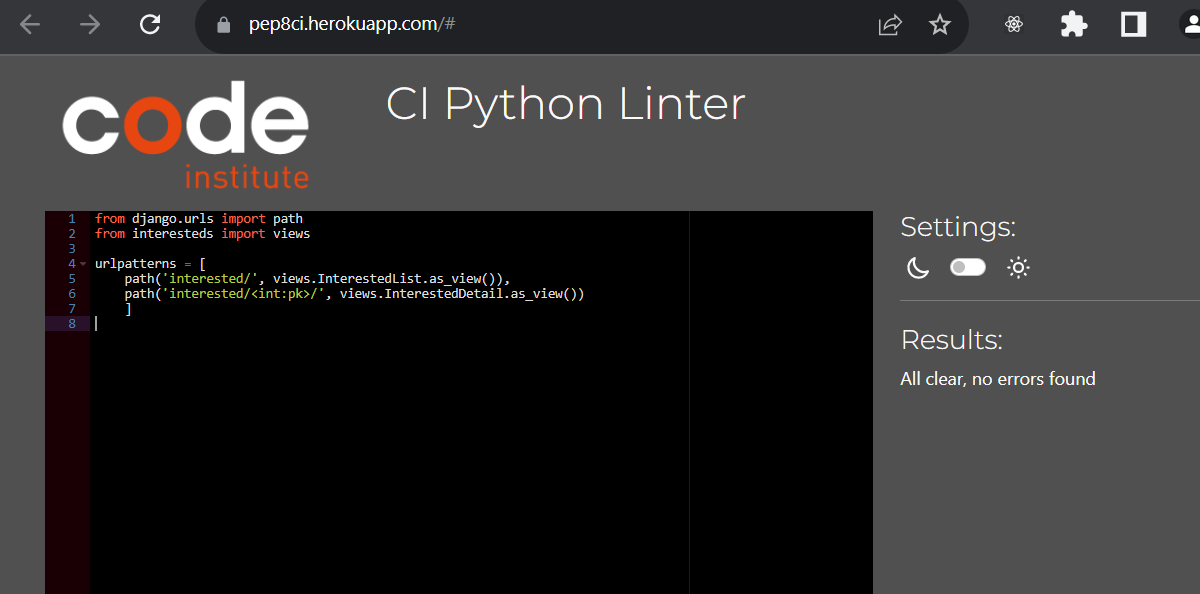 pep8ci.herokuapp.com/#
code
institute
CI Python Linter
1 from django.urls import path
2 from interesteds import views
3
4 urlpatterns = [
5     path('interested/', views.InterestedList.as_view()),
6     path('interested/<int:pk>/', views.InterestedDetail.as_view())
7     ]
8
Settings:
Results:
All clear, no errors found